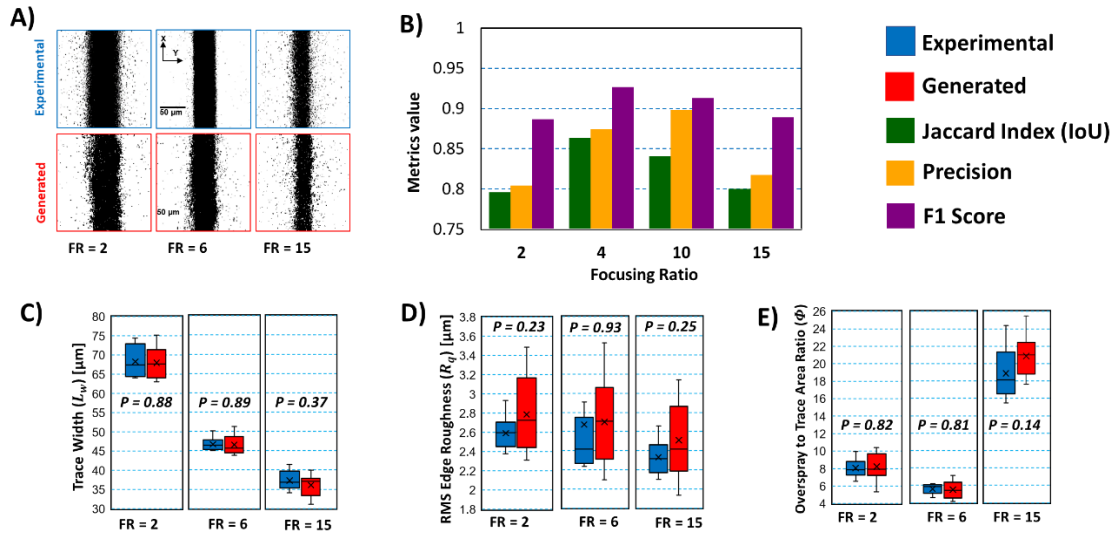 A)
Experimental
X
Y
50 µm
Generated
50 µm
FR = 2
FR = 6
FR = 15
B)
Metrics value
1
0.95
0.9
0.85
0.8
0.75
2
4
10
15
Focusing Ratio
Experimental
Generated
Jaccard Index (IoU)
Precision
F1 Score
C)
Trace Width (Lw) [µm]
80
75
70
65
60
55
50
45
40
35
30
P = 0.88
P = 0.89
P = 0.37
FR = 2
FR = 6
FR = 15
D)
RMS Edge Roughness (Rq) [µm]
3.8
3.6
3.4
3.2
3
2.8
2.6
2.4
2.2
2
1.8
P = 0.23
P = 0.93
P = 0.25
FR = 2
FR = 6
FR = 15
E)
Overspray to Trace Area Ratio (Φ)
26
24
22
20
18
16
14
12
10
8
6
4
P = 0.82
P = 0.81
P = 0.14
FR = 2
FR = 6
FR = 15